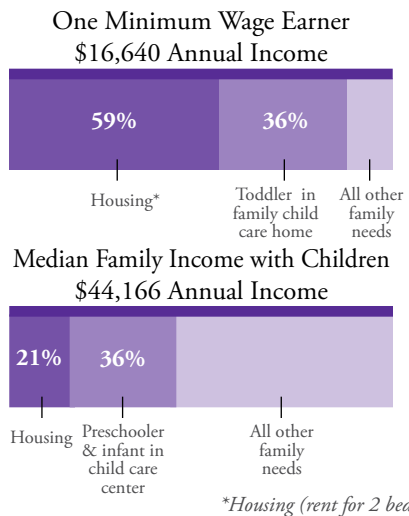 One Minimum Wage Earner
$16,640 Annual Income
59%
36%
Housing*
Toddler in
family child
care home
All other
family
needs
Median Family Income with Children
$44,166 Annual Income
21%
36%
Housing
Preschooler
& infant in
child care
center
All other
family
needs
*Housing (rent for 2